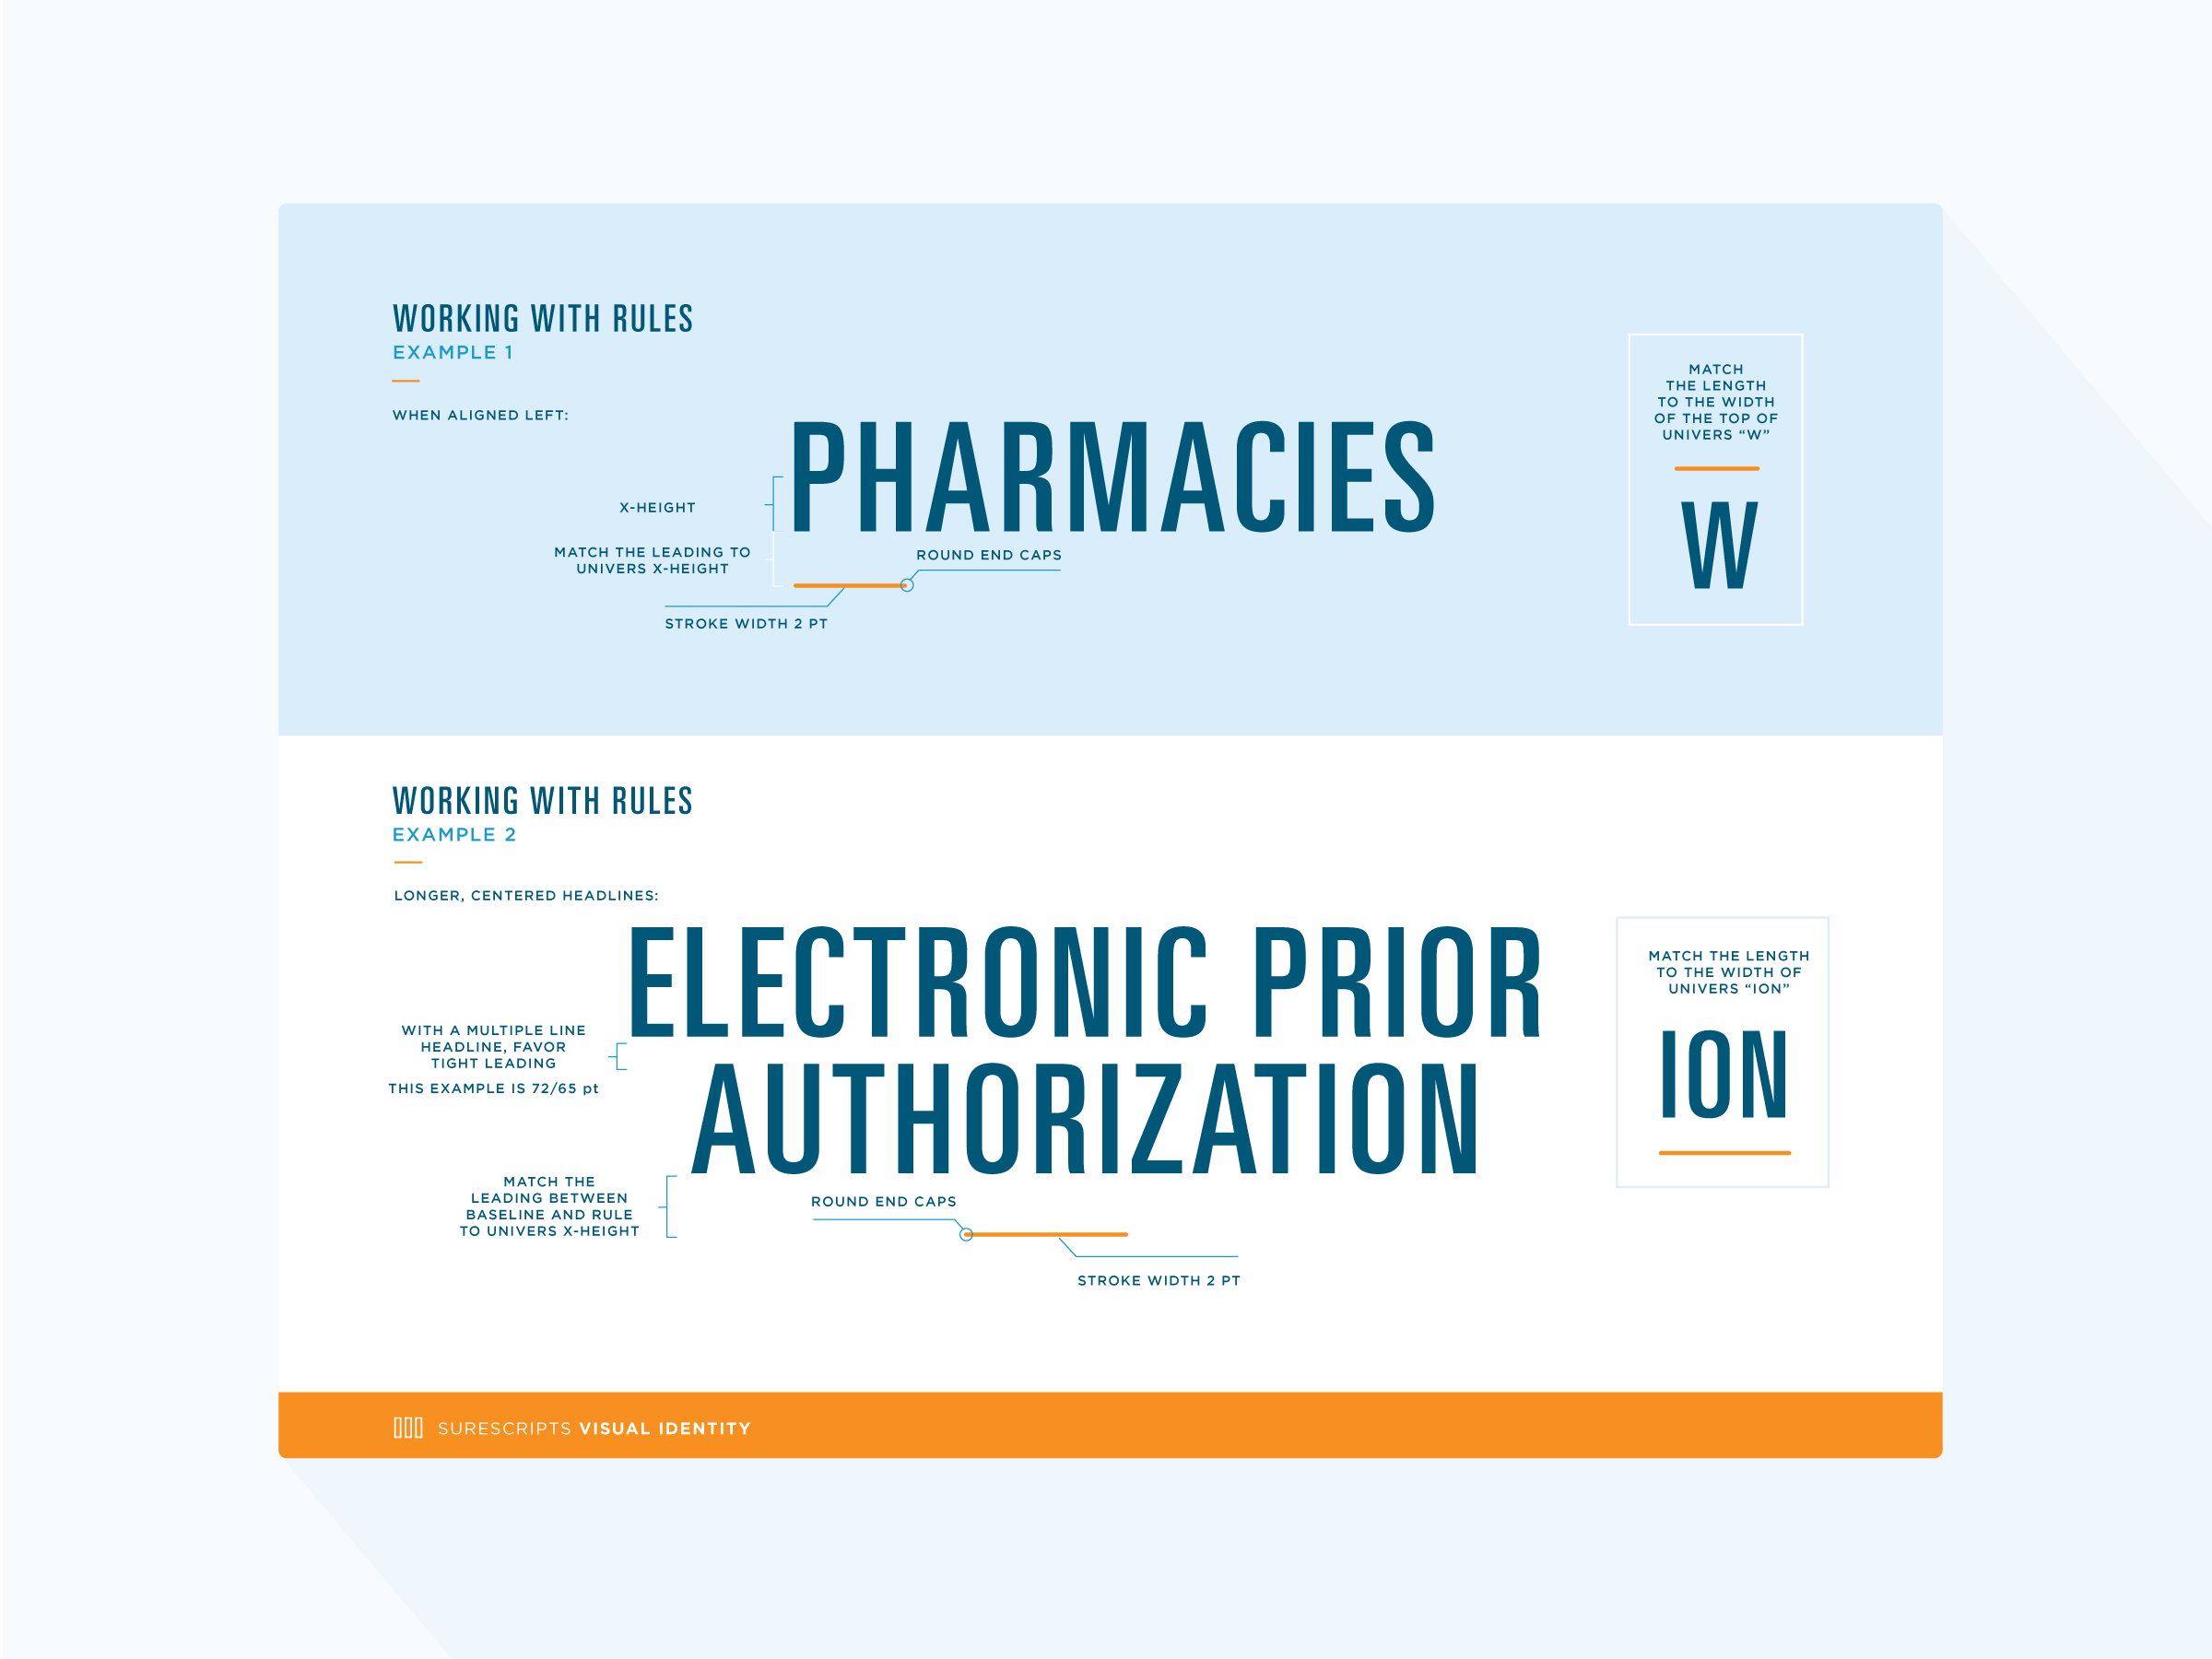 WORKING WITH RULES
EXAMPLE 1
WHEN ALIGNED LEFT:
PHARMACIES
X-HEIGHT
MATCH THE LEADING TO
UNIVERS X-HEIGHT
ROUND END CAPS
STROKE WIDTH 2 PT
MATCH
THE LENGTH
TO THE WIDTH
OF THE TOP OF
UNIVERS “W”
W
WORKING WITH RULES
EXAMPLE 2
LONGER, CENTERED HEADLINES:
ELECTRONIC PRIOR
AUTHORIZATION
WITH A MULTIPLE LINE
HEADLINE, FAVOR
TIGHT LEADING
THIS EXAMPLE IS 72/65 pt
MATCH THE
LEADING BETWEEN
BASELINE AND RULE
TO UNIVERS X-HEIGHT
ROUND END CAPS
STROKE WIDTH 2 PT
MATCH THE LENGTH
TO THE WIDTH OF
UNIVERS “ION”
ION
SURESCRIPTS VISUAL IDENTITY